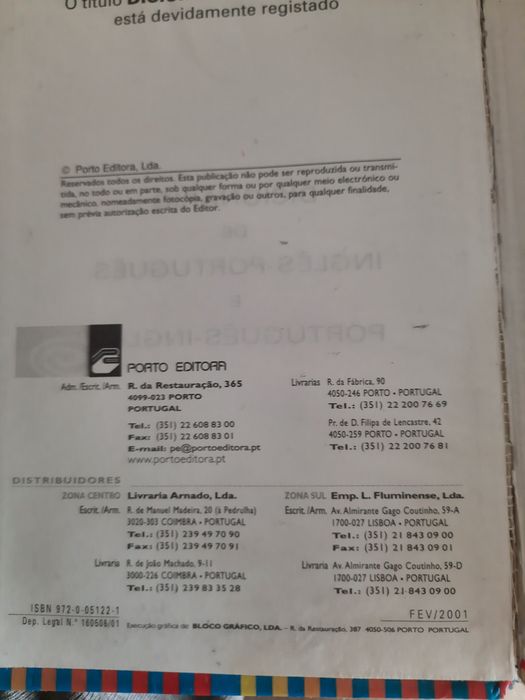 O título
está devidamente registado
© Porto Editora, Lda.
Reservados todos os direitos. Esta publicação não pode ser reproduzida ou transmi-
tida, no todo ou em parte, sob qualquer forma ou por qualquer meio electrónico ou
mecânico, nomeadamente fotocópia, gravação ou outros, para qualquer finalidade,
sem prévia autorização escrita do Editor.
PORTO EDITORA
Adm./Escrit./Arm. R. da Restauração, 365
4099-023 PORTO
PORTUGAL
Tel.: (351) 22 608 83 00
Fax: (351) 22 608 83 01
E-mail: pe@portoeditora.pt
www.portoeditora.pt
Livrarias R. da Fábrica, 90
4050-246 PORTO • PORTUGAL
Tel.: (351) 22 200 76 69
Pr. de D. Filipa de Lencastre, 42
4050-259 PORTO • PORTUGAL
Tel.: (351) 22 200 76 81
DISTRIBUIDORES
ZONA CENTRO Livraria Arnado, Lda.
Escrit./Arm. R. de Manuel Madeira, 20 (à Pedrulha)
3020-303 COIMBRA • PORTUGAL
Tel.: (351) 239 49 70 90
Fax: (351) 239 49 70 91
Livraria R. de João Machado, 9-11
3000-226 COIMBRA • PORTUGAL
Tel.: (351) 239 83 35 28
ZONA SUL Emp. L. Fluminense, Lda.
Escrit./Arm. Av. Almirante Gago Coutinho, 59-A
1700-027 LISBOA • PORTUGAL
Tel.: (351) 21 843 09 00
Fax: (351) 21 843 09 01
Livraria Av. Almirante Gago Coutinho, 59-D
1700-027 LISBOA • PORTUGAL
Tel.: (351) 21 843 09 00
ISBN 972-0-05122-1
FEV/2001
Dep. Legal N.º 160506/01 Execução gráfica de BLOCO GRÁFICO, LDA. – R. da Restauração, 387 4050-506 PORTO PORTUGAL